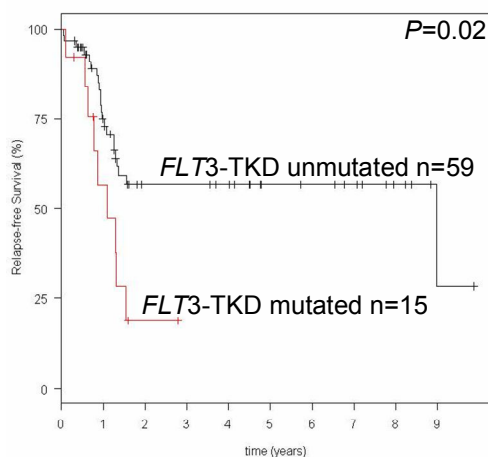 P=0.02
100
75
50
25
0
Relapse-free Survival (%)
FLT3-TKD unmutated n=59
FLT3-TKD mutated n=15
0 1 2 3 4 5 6 7 8 9
time (years)